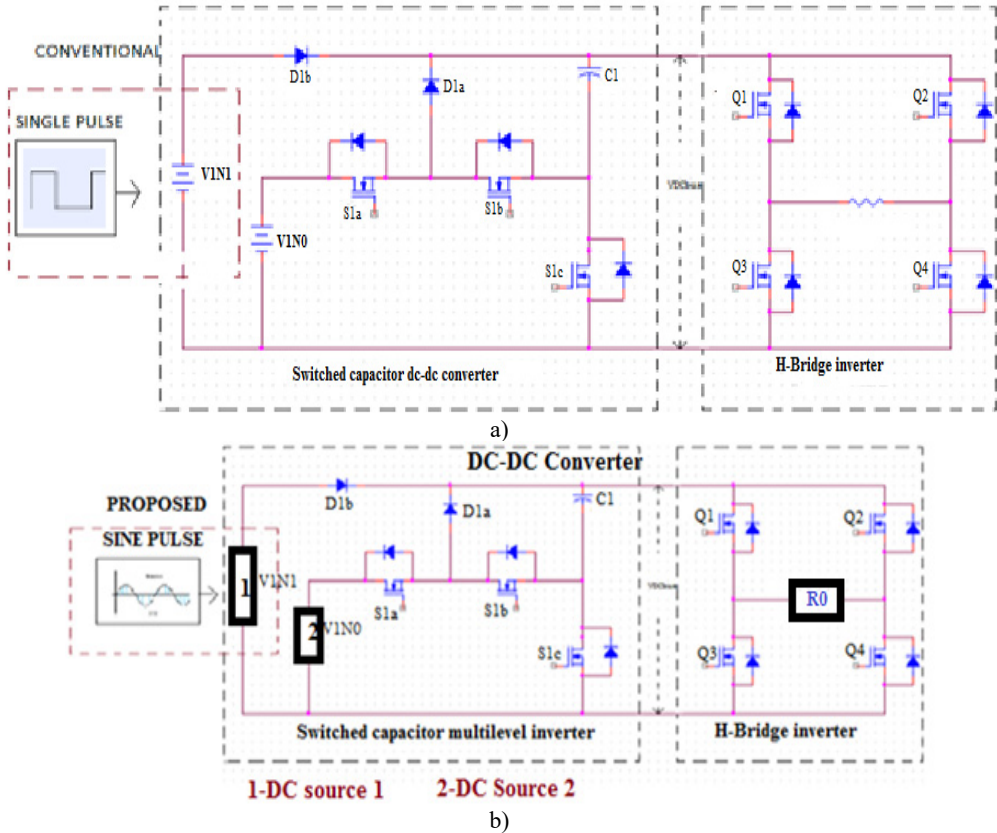 CONVENTIONAL
SINGLE PULSE
D1b
D1a
C1
Q1
Q2
V1N1
S1a
S1b
V1N0
S1c
Q3
Q4
Switched capacitor dc-dc converter
H-Bridge inverter
a)
DC-DC Converter
PROPOSED
SINE PULSE
D1b
D1a
C1
Q1
Q2
1
V1N1
S1a
S1b
R0
2
V1N0
S1c
Q3
Q4
Switched capacitor multilevel inverter
H-Bridge inverter
1-DC source 1
2-DC Source 2
b)